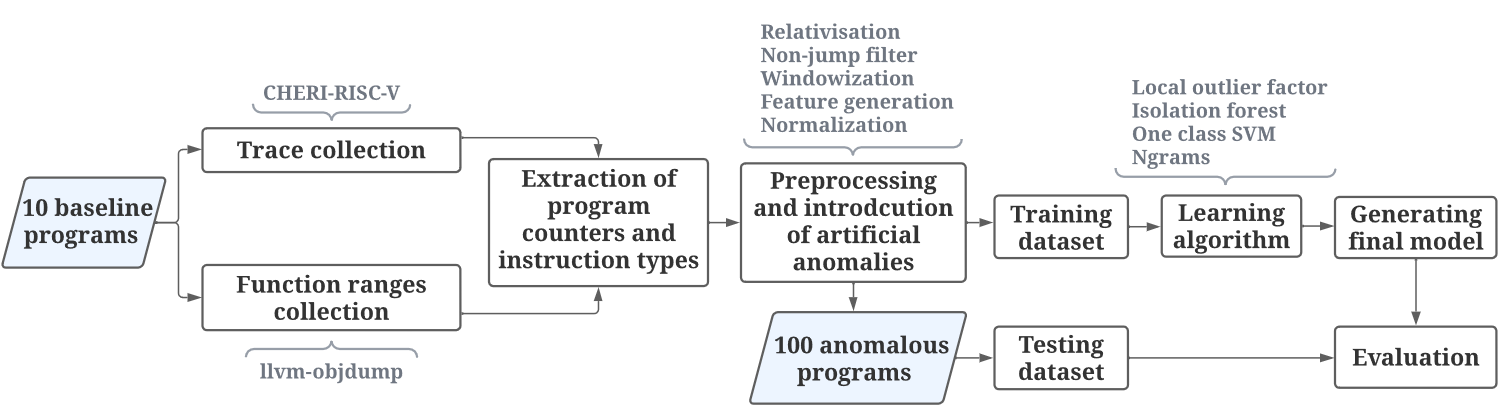 10 baseline
programs
CHERI-RISC-V
Trace collection
Function ranges
collection
llvm-objdump
Extraction of
program
counters and
instruction types
Relativisation
Non-jump filter
Windowization
Feature generation
Normalization
Preprocessing
and introdcution
of artificial
anomalies
100 anomalous
programs
Training
dataset
Testing
dataset
Local outlier factor
Isolation forest
One class SVM
Ngrams
Learning
algorithm
Generating
final model
Evaluation